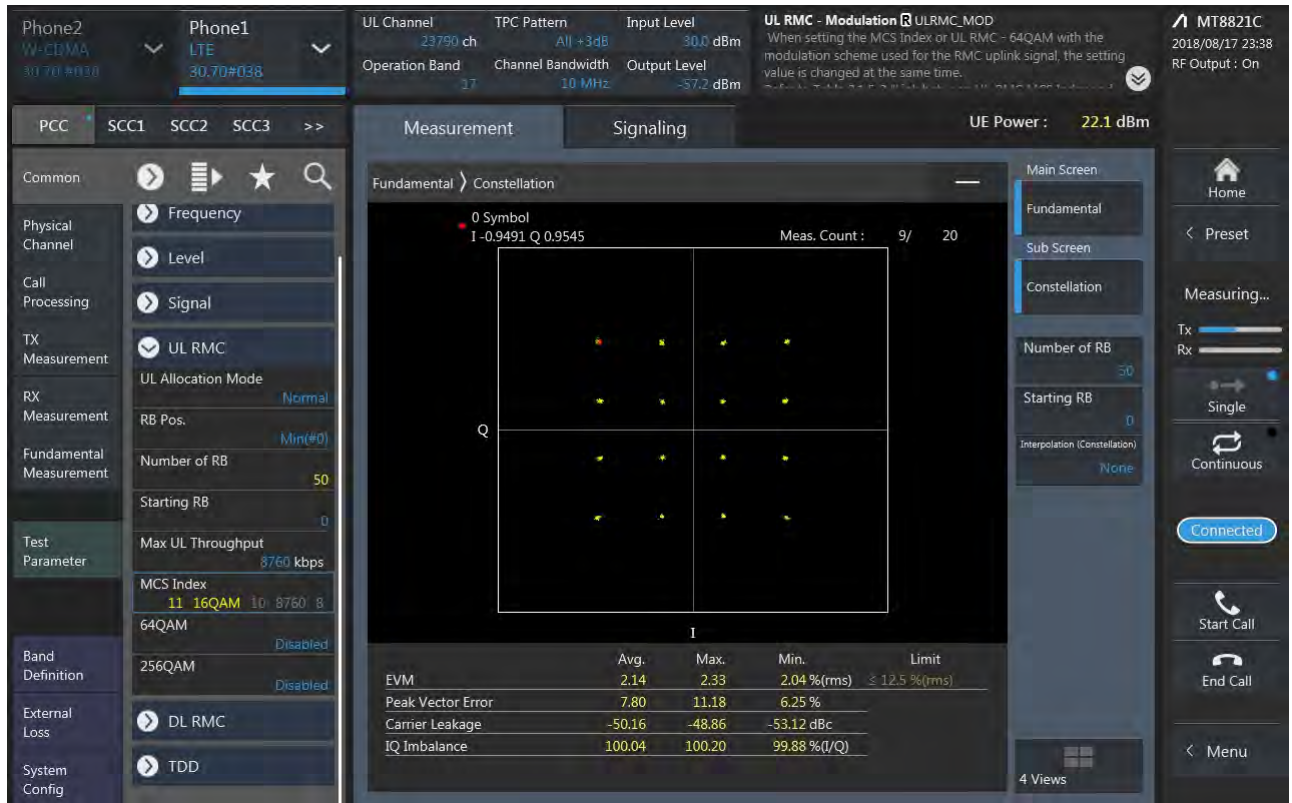 Phone2
W-CDMA
30.70#038
Phone1
LTE
30.70#038
UL Channel
23790 ch
TPC Pattern
All +3dB
Input Level
30.0 dBm
Operation Band
17
Channel Bandwidth
10 MHz
Output Level
-57.2 dBm
UL RMC - Modulation R ULRMC_MOD
When setting the MCS Index or UL RMC - 64QAM with the
modulation scheme used for the RMC uplink signal, the setting
value is changed at the same time.
MT8821C
2018/08/17 23:38
RF Output : On
PCC SCC1 SCC2 SCC3 >>
Measurement
Signaling
UE Power : 22.1 dBm
Common
Physical
Channel
Call
Processing
TX
Measurement
RX
Measurement
Fundamental
Measurement
Test
Parameter
Band
Definition
External
Loss
System
Config
Frequency
Level
Signal
UL RMC
UL Allocation Mode
Normal
RB Pos.
Min(#0)
Number of RB
50
Starting RB
0
Max UL Throughput
8760 kbps
MCS Index
11 16QAM 10 8760 8
64QAM
Disabled
256QAM
Disabled
DL RMC
TDD
Fundamental > Constellation
0 Symbol
I -0.9491 Q 0.9545
Meas. Count : 9/ 20
Q
I
Avg. Max. Min. Limit
EVM 2.14 2.33 2.04 %(rms) ≤ 12.5 %(rms)
Peak Vector Error 7.80 11.18 6.25 %
Carrier Leakage -50.16 -48.86 -53.12 dBc
IQ Imbalance 100.04 100.20 99.88 %(I/Q)
Main Screen
Fundamental
Sub Screen
Constellation
Number of RB
50
Starting RB
0
Interpolation (Constellation)
None
4 Views
Home
< Preset
Measuring...
Tx
Rx
Single
Continuous
Connected
Start Call
End Call
< Menu